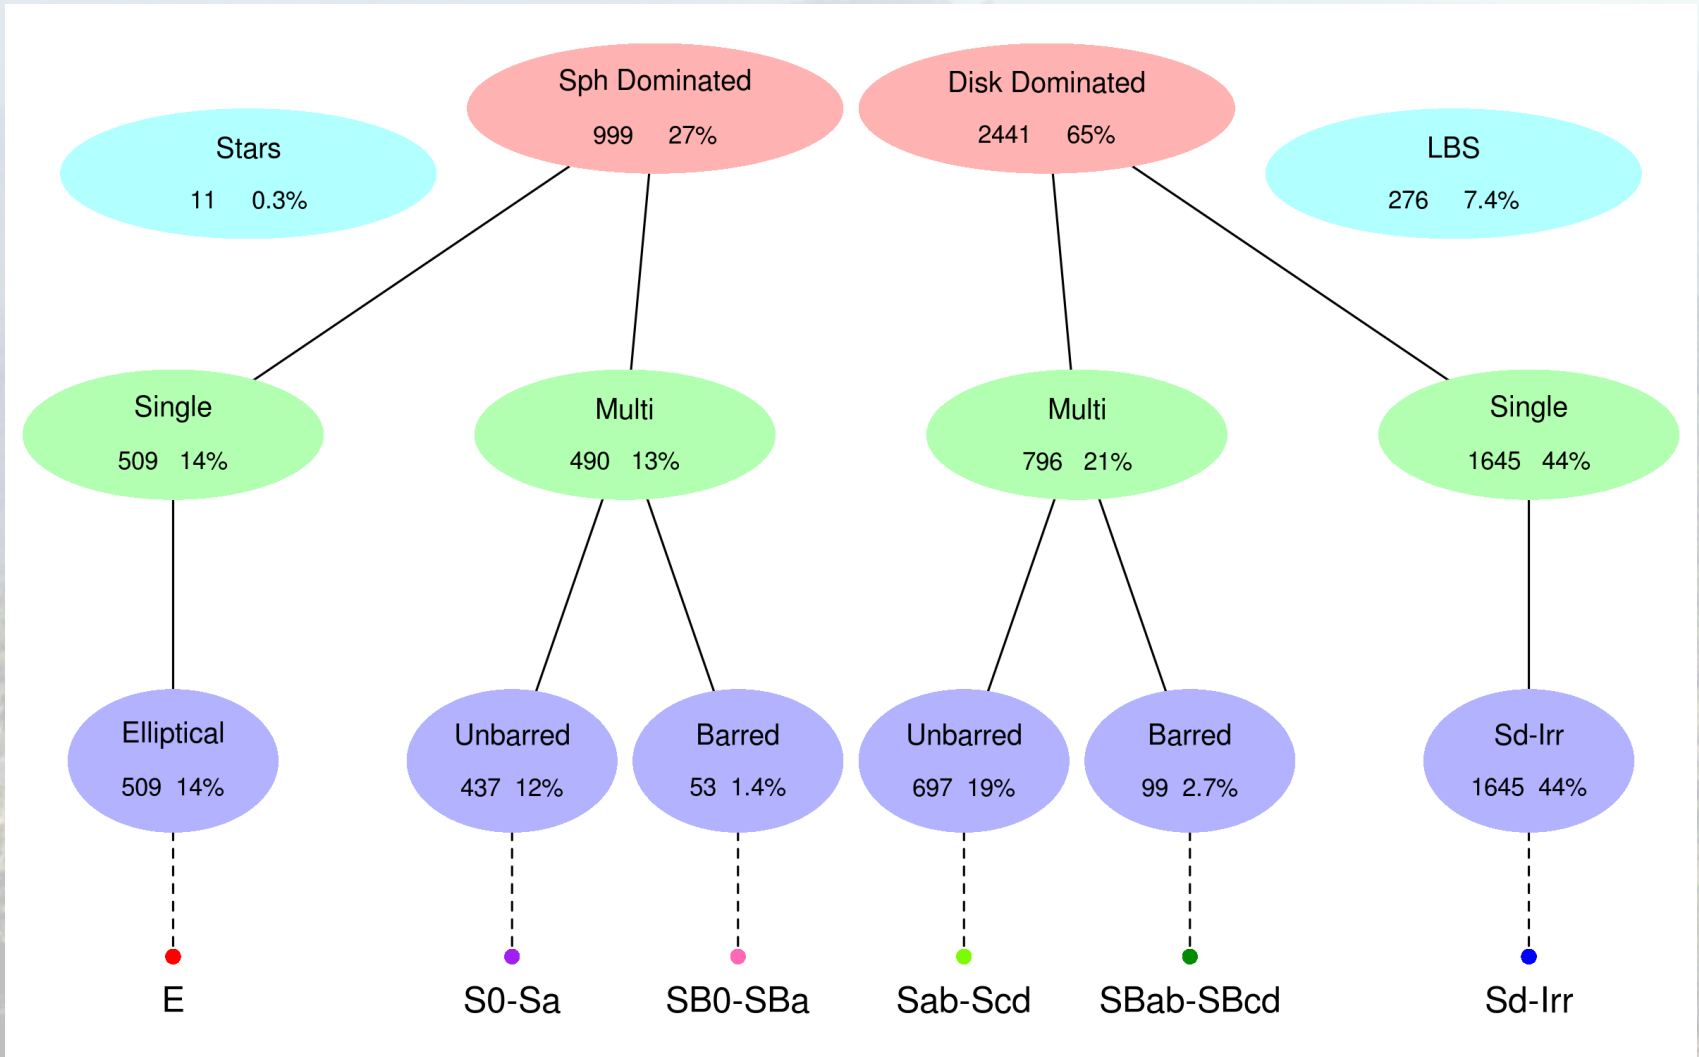 Sph Dominated
999 27%
Disk Dominated
2441 65%
Stars
11 0.3%
LBS
276 7.4%
Single
509 14%
Multi
490 13%
Multi
796 21%
Single
1645 44%
Elliptical
509 14%
Unbarred
437 12%
Barred
53 1.4%
Unbarred
697 19%
Barred
99 2.7%
Sd-Irr
1645 44%
E
S0-Sa
SB0-SBa
Sab-Scd
SBab-SBcd
Sd-Irr